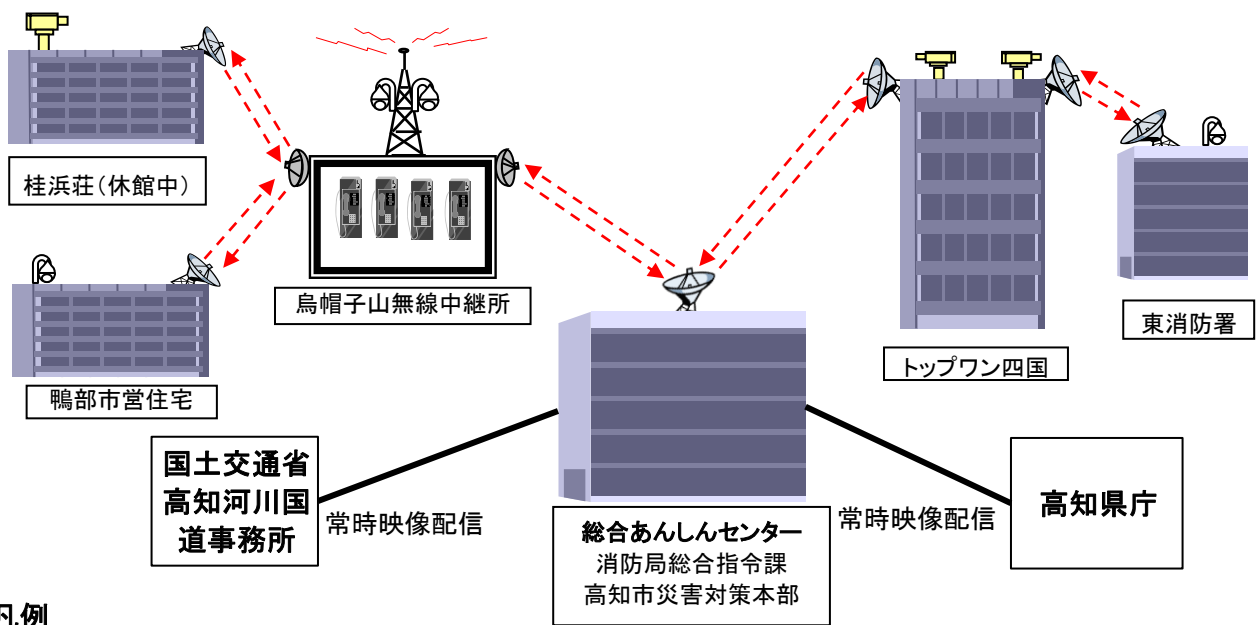 桂浜荘(休館中)
烏帽子山無線中継所
鴨部市営住宅
トップワン四国
東消防署
国土交通省
高知河川国
道事務所
常時映像配信
総合あんしんセンター
消防局総合指令課
高知市災害対策本部
常時映像配信
高知県庁
凡例